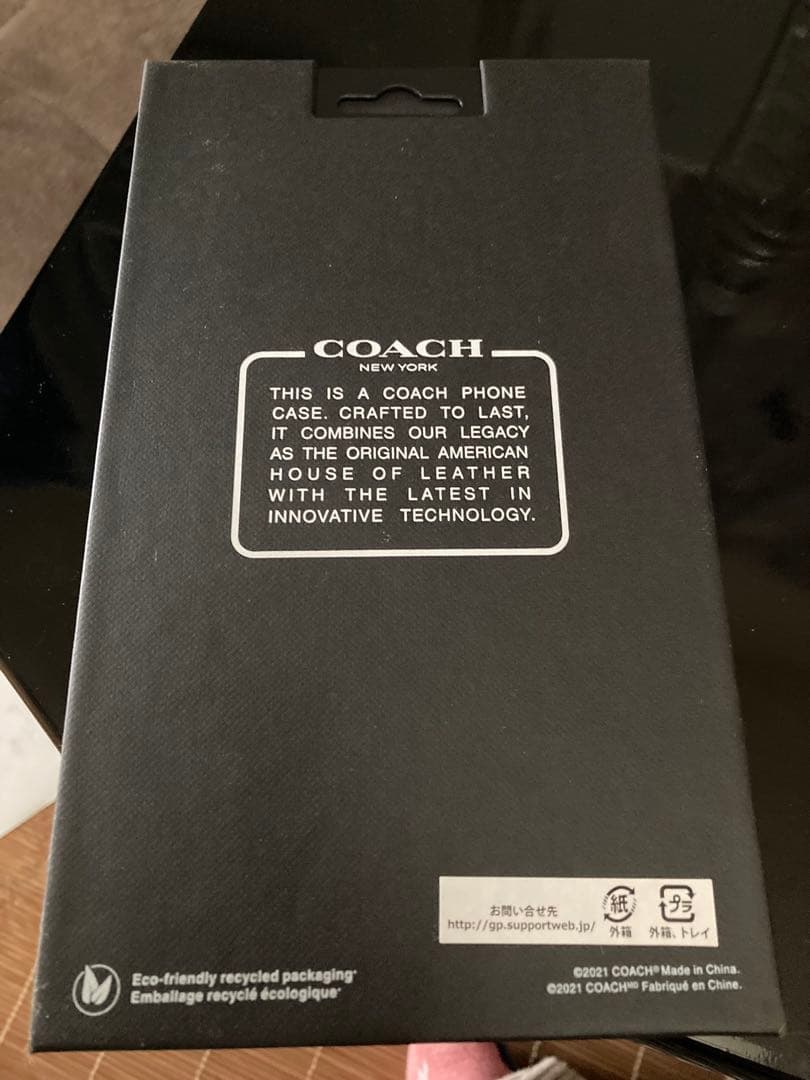 COACH
NEW YORK
THIS IS A COACH PHONE
CASE. CRAFTED TO LAST,
IT COMBINES OUR LEGACY
AS THE ORIGINAL AMERICAN
HOUSE OF LEATHER
WITH THE LATEST IN
INNOVATIVE TECHNOLOGY.
お問い合せ先
http://gp.supportweb.jp/
紙
外箱
プラ
外箱、トレイ
Eco-friendly recycled packaging*
Emballage recyclé écologique*
©2021 COACH® Made in China.
©2021 COACHMD Fabriqué en Chine.